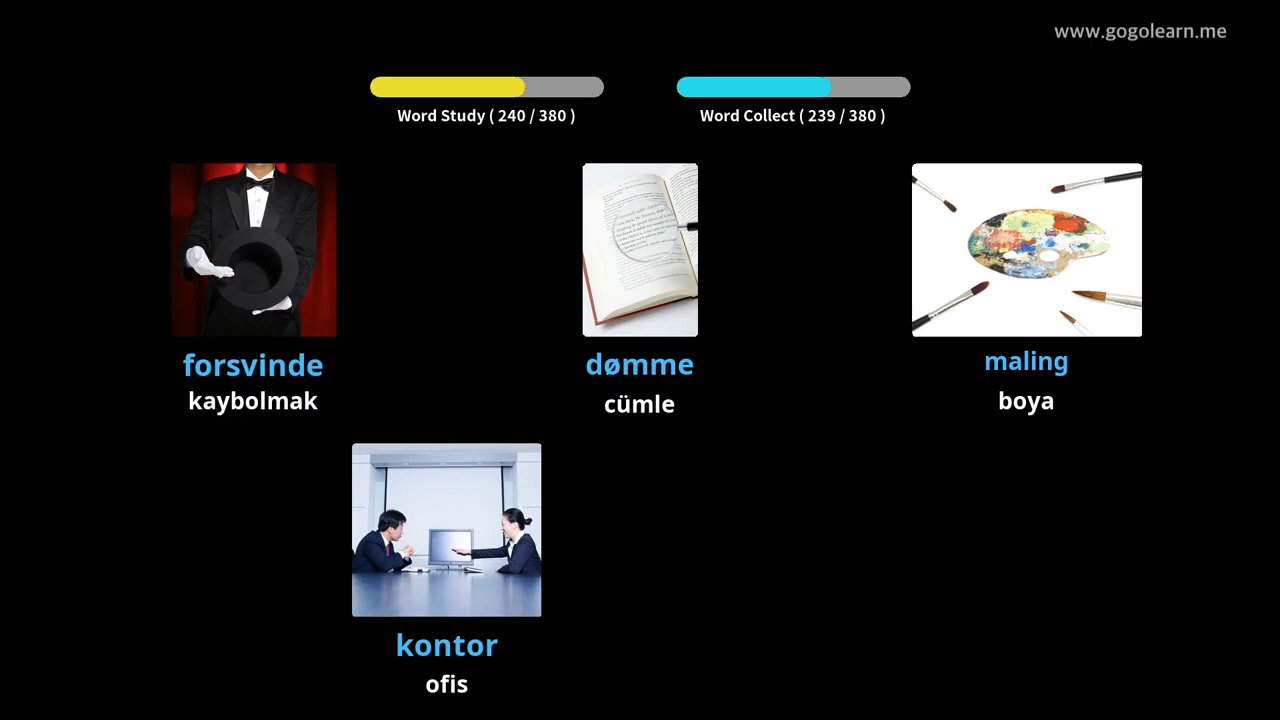 www.gogolearn.me
Word Study ( 240 / 380 )
Word Collect ( 239 / 380 )
forsvinde
kaybolmak
dømme
cümle
maling
boya
kontor
ofis